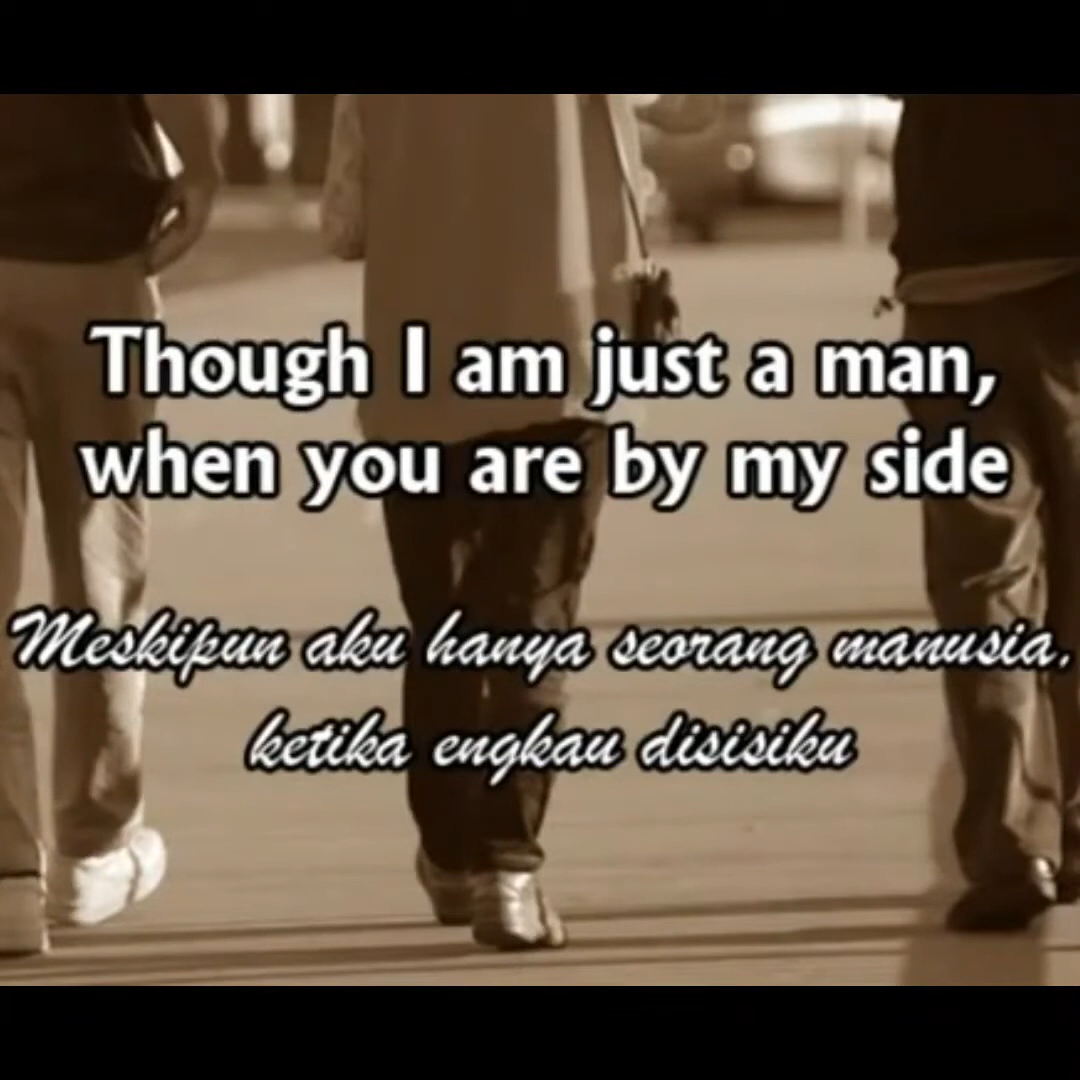 Though I am just a man,
when you are by my side
Meskipun aku hanya seorang manusia,
ketika engkau disisiku